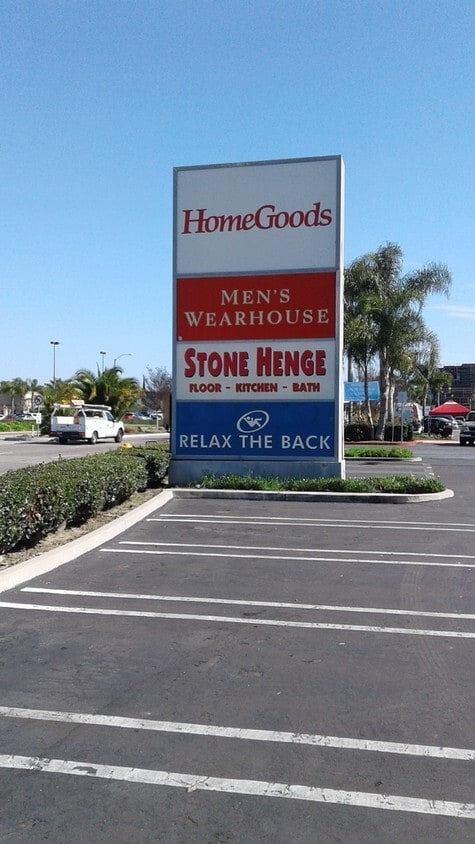 HomeGoods
MEN'S
WEARHOUSE
STONE HENGE
FLOOR - KITCHEN - BATH
RELAX THE BACK